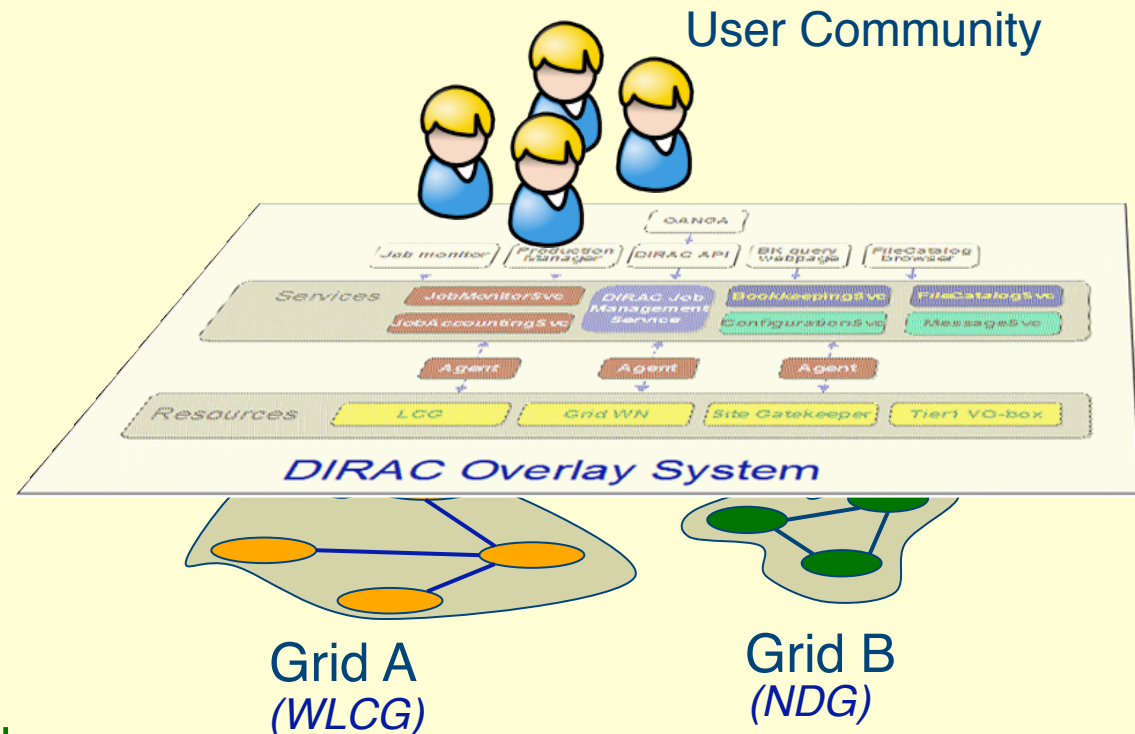 User Community
GANGA
Job monitor
Production
Manager
DIRAC API
BK query
webpage
FileCatalog
browser
Services
JobMonitorSvc
DIRAC Job
Management
Service
BookkeepingSvc
FileCatalogSvc
JobAccountingSvc
ConfigurationSvc
MessageSvc
Agent
Agent
Agent
Resources
LCG
Grid WN
Site Gatekeeper
Tier1 VO-box
DIRAC Overlay System
Grid A
(WLCG)
Grid B
(NDG)